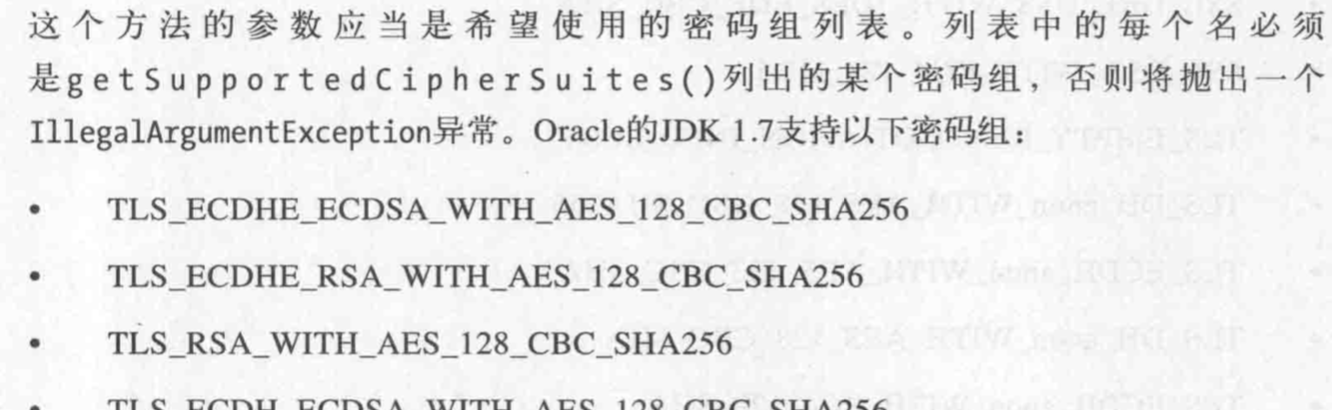 这个方法的参数应当是希望使用的密码组列表。列表中的每个名必须
是getSupportedCipherSuites()列出的某个密码组，否则将抛出一个
IllegalArgumentException异常。Oracle的JDK 1.7支持以下密码组：
• TLS_ECDHE_ECDSA_WITH_AES_128_CBC_SHA256
• TLS_ECDHE_RSA_WITH_AES_128_CBC_SHA256
• TLS_RSA_WITH_AES_128_CBC_SHA256
• TLS_ECDH_ECDSA_WITH_AES_128_CBC_SHA256